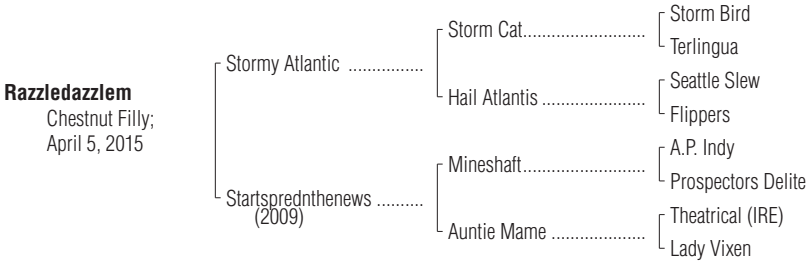 Razzledazzlem
Chestnut Filly;
April 5, 2015
Stormy Atlantic ................
Startsprednthenews ..........
(2009)
Storm Cat..........................
Hail Atlantis ......................
Mineshaft..........................
Auntie Mame ....................
Storm Bird
Terlingua
Seattle Slew
Flippers
A.P. Indy
Prospectors Delite
Theatrical (IRE)
Lady Vixen